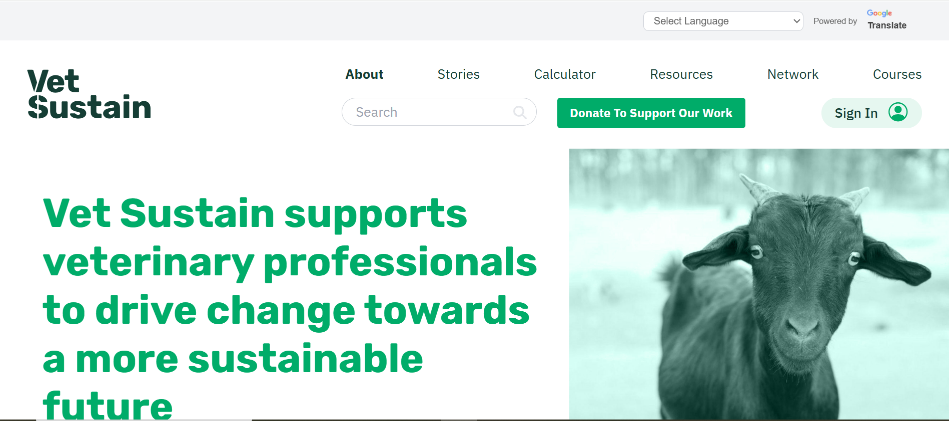 Select Language
Powered by
Google
Translate
Vet
Sustain
About Stories Calculator Resources Network Courses
Search
Donate To Support Our Work
Sign In
Vet Sustain supports
veterinary professionals
to drive change towards
a more sustainable
future